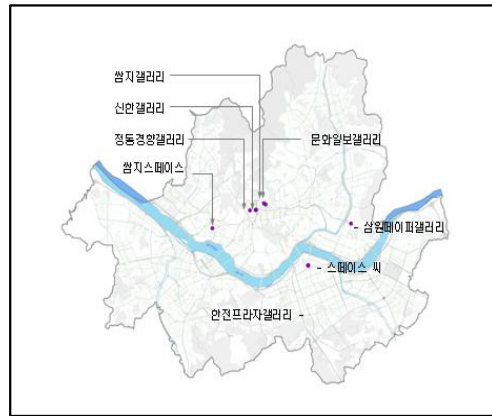 쌈지갤러리
신한갤러리
정동경향갤러리
문화일보갤러리
쌈지스페이스
삼원페이퍼갤러리
스페이스 씨
한전프라자갤러리